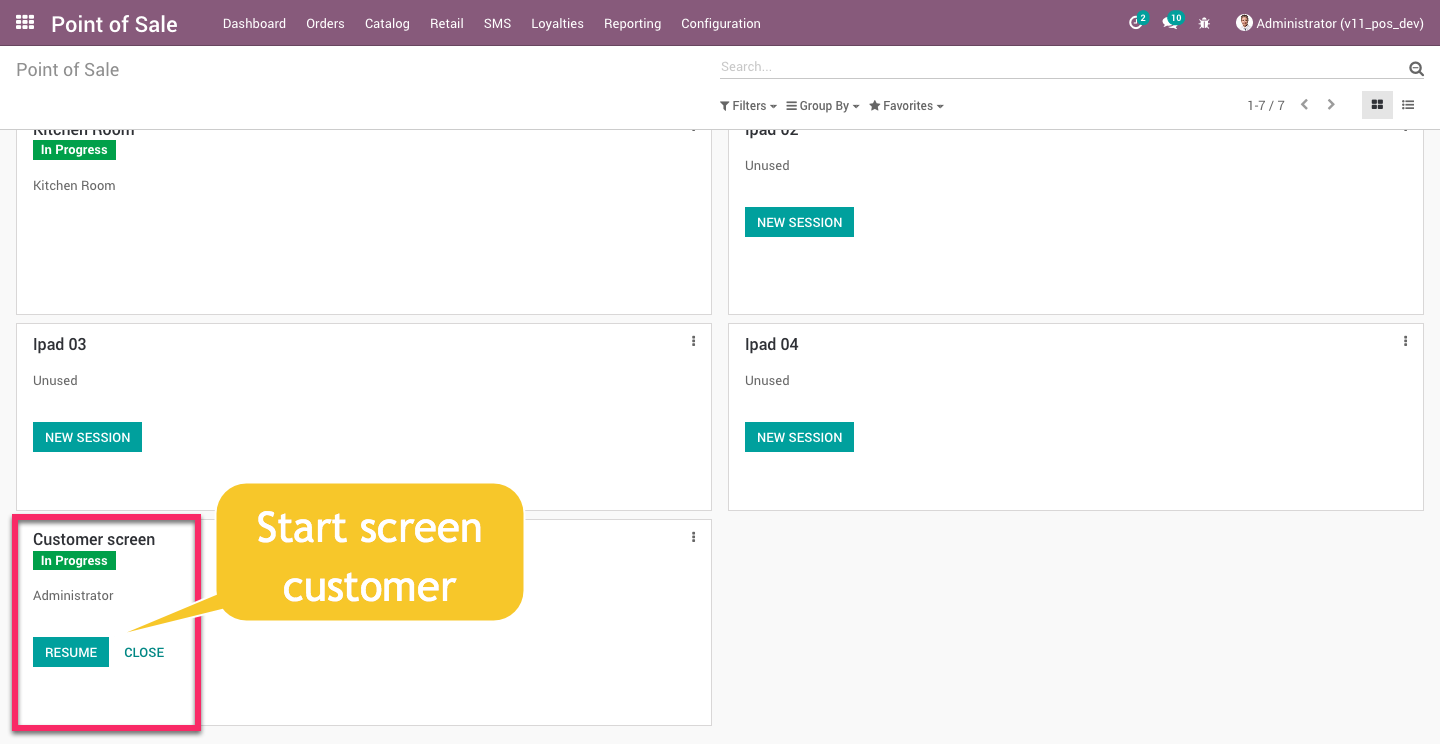 Point of Sale
Dashboard Orders Catalog Retail SMS Loyalties Reporting Configuration
2 10 Administrator (v11_pos_dev)
Point of Sale
Search...
Filters Group By Favorites
1-7 / 7
Kitchen Room
In Progress
Kitchen Room
Ipad 02
Unused
NEW SESSION
Ipad 03
Unused
NEW SESSION
Ipad 04
Unused
NEW SESSION
Customer screen
In Progress
Administrator
RESUME CLOSE
Start screen
customer